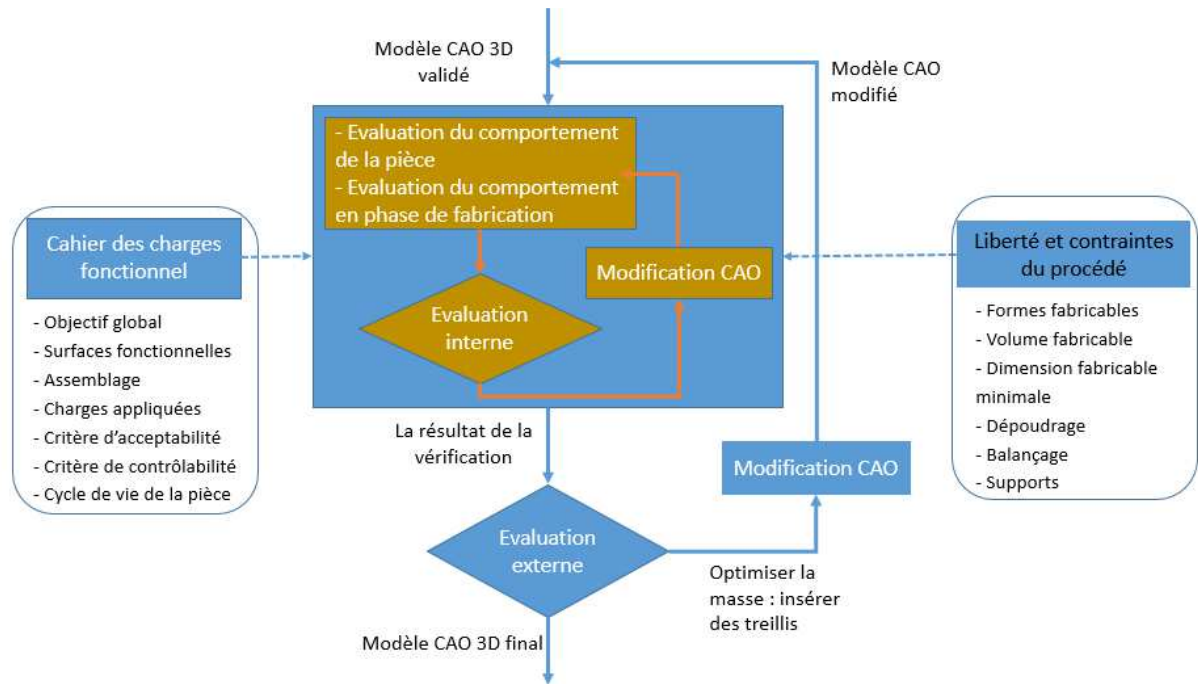 Modèle CAO 3D
validé
Modèle CAO
modifié
- Evaluation du comportement
de la pièce
- Evaluation du comportement
en phase de fabrication
Cahier des charges
fonctionnel
- Objectif global
- Surfaces fonctionnelles
- Assemblage
- Charges appliquées
- Critère d'acceptabilité
- Critère de contrôlabilité
- Cycle de vie de la pièce
Modification CAO
Evaluation
interne
Liberté et contraintes
du procédé
- Formes fabricables
- Volume fabricable
- Dimension fabricable
minimale
- Dépoudrage
- Balançage
- Supports
La résultat de la
vérification
Modification CAO
Evaluation
externe
Optimiser la
masse : insérer
des treillis
Modèle CAO 3D final